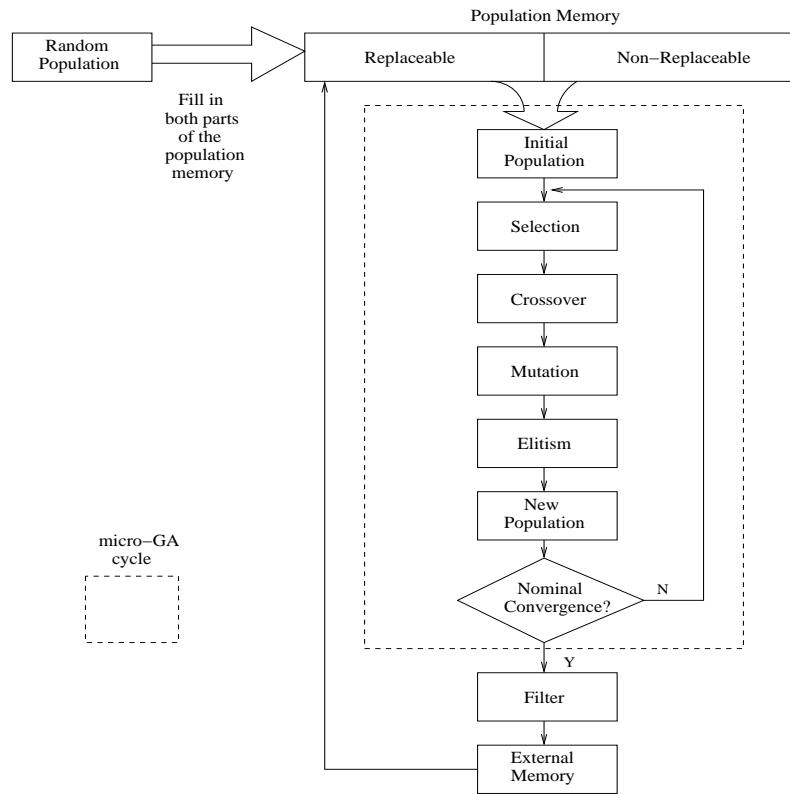 Population Memory
Random
Population
Replaceable
Non−Replaceable
Fill in
both parts
of the
population
memory
Initial
Population
Selection
Crossover
Mutation
Elitism
New
Population
micro−GA
cycle
Nominal
Convergence?
N
Y
Filter
External
Memory